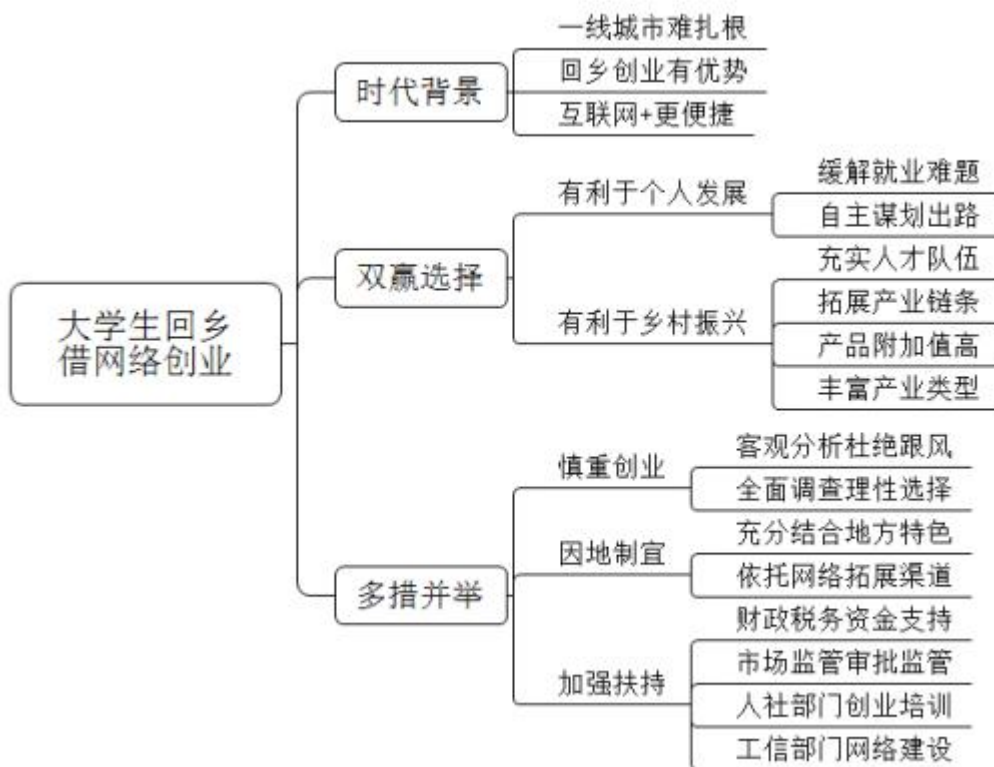 大学生回乡
借网络创业
时代背景
一线城市难扎根
回乡创业有优势
互联网+更便捷
双赢选择
有利于个人发展
缓解就业难题
自主谋划出路
有利于乡村振兴
充实人才队伍
拓展产业链条
产品附加值高
丰富产业类型
多措并举
慎重创业
客观分析杜绝跟风
全面调查理性选择
因地制宜
充分结合地方特色
依托网络拓展渠道
加强扶持
财政税务资金支持
市场监管审批监管
人社部门创业培训
工信部门网络建设